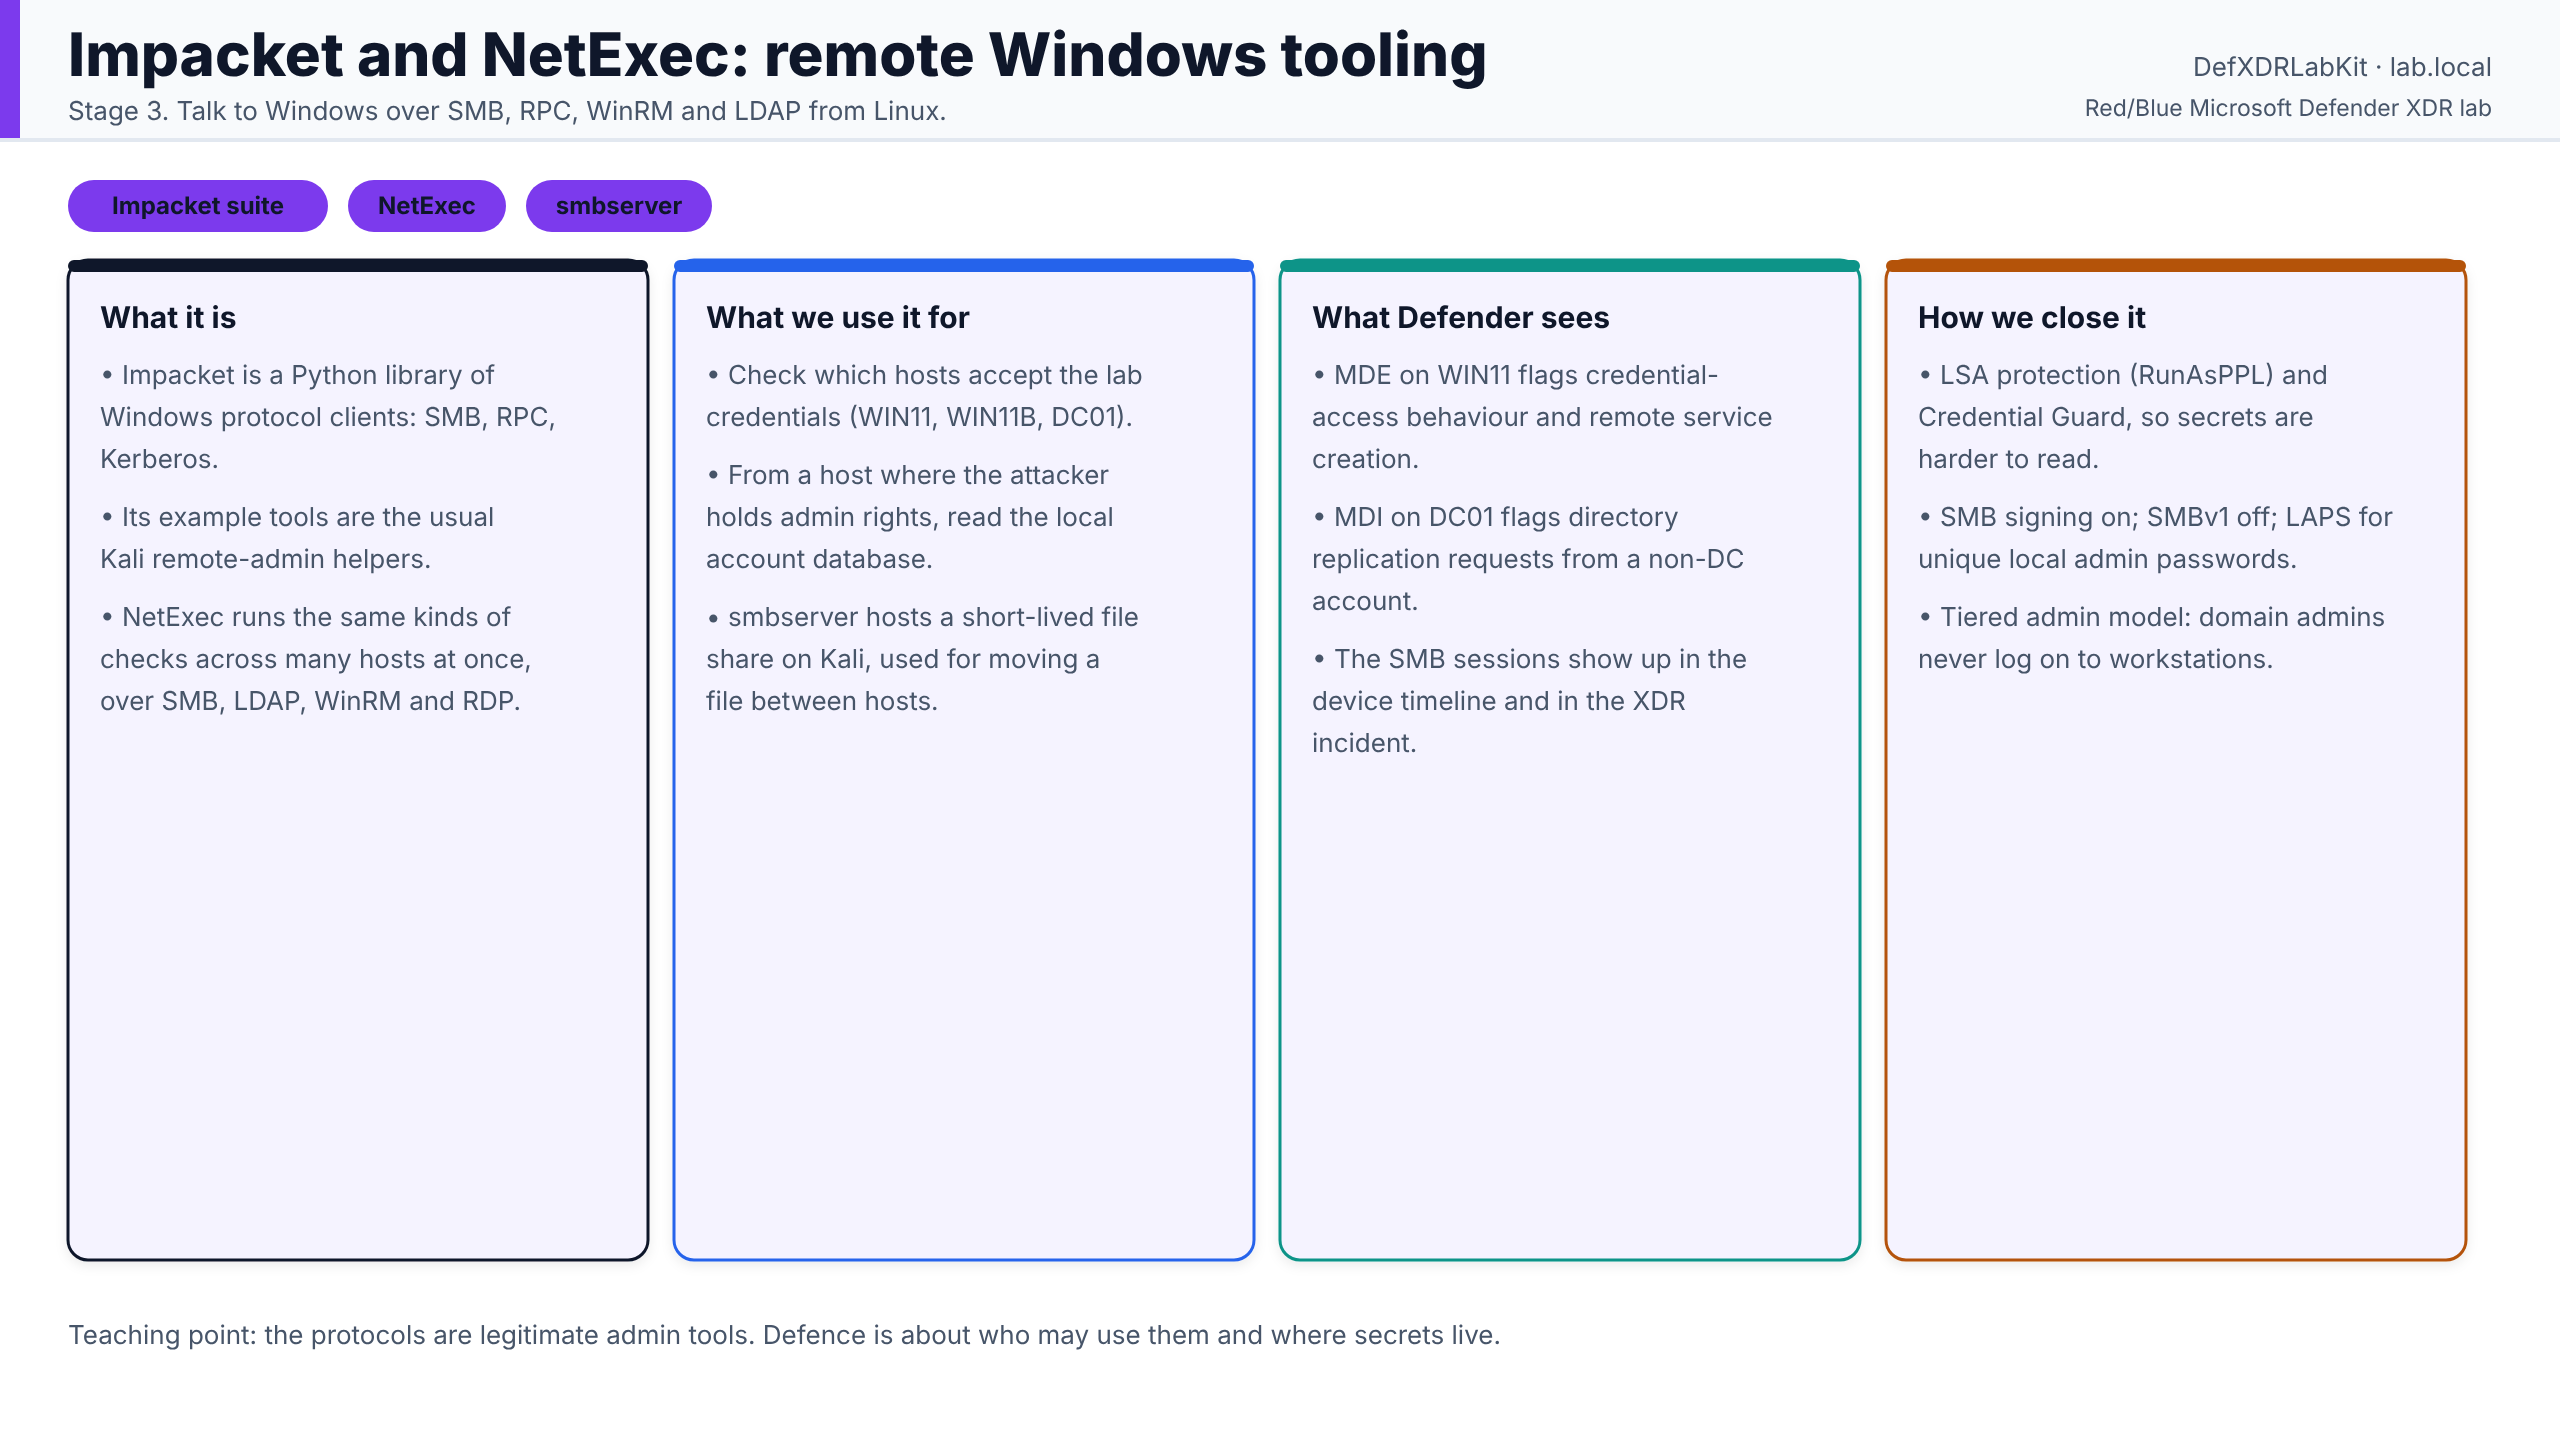 Impacket and NetExec: remote Windows tooling
Stage 3. Talk to Windows over SMB, RPC, WinRM and LDAP from Linux.
DefXDRLabKit · lab.local
Red/Blue Microsoft Defender XDR lab
Impacket suite
NetExec
smbserver
What it is
• Impacket is a Python library of
Windows protocol clients: SMB, RPC,
Kerberos.
• Its example tools are the usual
Kali remote-admin helpers.
• NetExec runs the same kinds of
checks across many hosts at once,
over SMB, LDAP, WinRM and RDP.
What we use it for
• Check which hosts accept the lab
credentials (WIN11, WIN11B, DC01).
• From a host where the attacker
holds admin rights, read the local
account database.
• smbserver hosts a short-lived file
share on Kali, used for moving a
file between hosts.
What Defender sees
• MDE on WIN11 flags credential-
access behaviour and remote service
creation.
• MDI on DC01 flags directory
replication requests from a non-DC
account.
• The SMB sessions show up in the
device timeline and in the XDR
incident.
How we close it
• LSA protection (RunAsPPL) and
Credential Guard, so secrets are
harder to read.
• SMB signing on; SMBv1 off; LAPS for
unique local admin passwords.
• Tiered admin model: domain admins
never log on to workstations.
Teaching point: the protocols are legitimate admin tools. Defence is about who may use them and where secrets live.